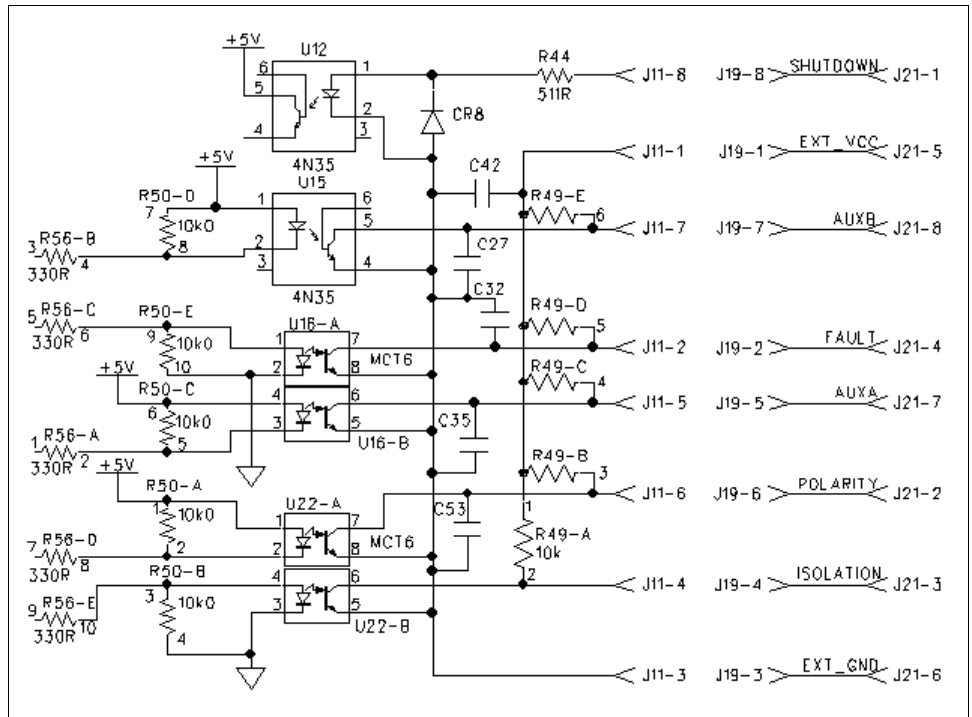 +5V U12 R44 SHUTDOWN
6 1 J11-8 J19-8 J21-1
5 511R
2 CR8
4 3
+5V 4N35 C42 EXT_VCC
U15 J11-1 J19-1 J21-5
R50-D R49-E
7 1 6
10k0 5 6 AUXB
R56-B J11-7 J19-7 J21-8
3 8 2 C27
4 4
330R 3
4N35 C32
R56-C R50-E R49-D
5 U16-A 5 FAULT
6 9 1 7
330R 10k0 MCT6 J11-2 J19-2 J21-4
10 2 8 R49-C
+5V R50-C 4 6 4 AUXA
6 J11-5 J19-5 J21-7
10k0 3 5 C35
R56-A U16-B
1 2 5
330R R49-B
+5V R50-A 3 POLARITY
U22-A J11-6 J19-6 J21-2
1 10k0 1 7 C53 1
R56-D MCT6 R49-A
7 8 2 2 8 10k
330R R50-B ISOLATION
4 6 2 J11-4 J19-4 J21-3
R56-E 3 10k0
9 10 3 5
330R U22-B
4 EXT_GND
J11-3 J19-3 J21-6